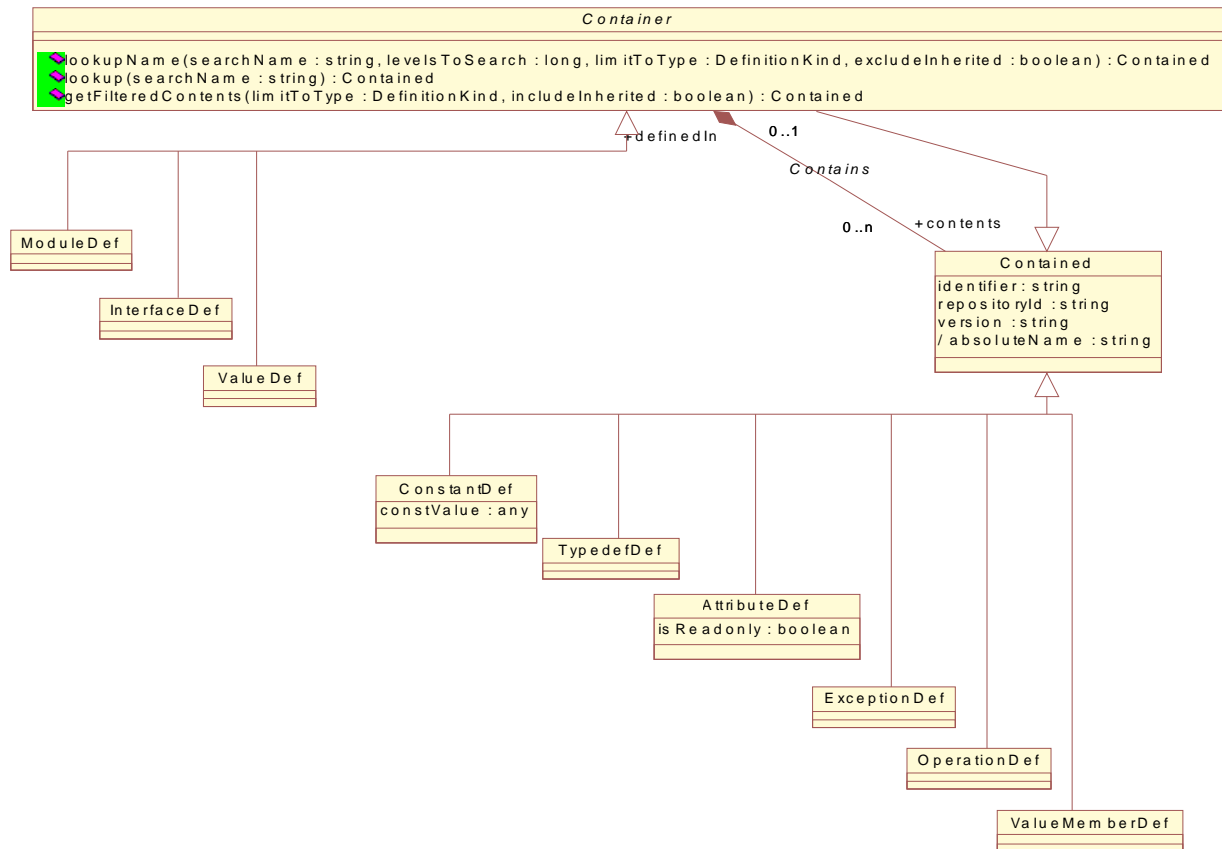 Container
lookupName(searchName : string, levelsToSearch : long, limitToType : DefinitionKind, excludeInherited : boolean) : Contained
lookup(searchName : string) : Contained
getFilteredContents(limitToType : DefinitionKind, includeInherited : boolean) : Contained
+definedIn
0..1
Contains
0..n
+contents
ModuleDef
InterfaceDef
ValueDef
Contained
identifier : string
repositoryId : string
version : string
/ absoluteName : string
ConstantDef
constValue : any
TypedefDef
AttributeDef
isReadonly : boolean
ExceptionDef
OperationDef
ValueMemberDef